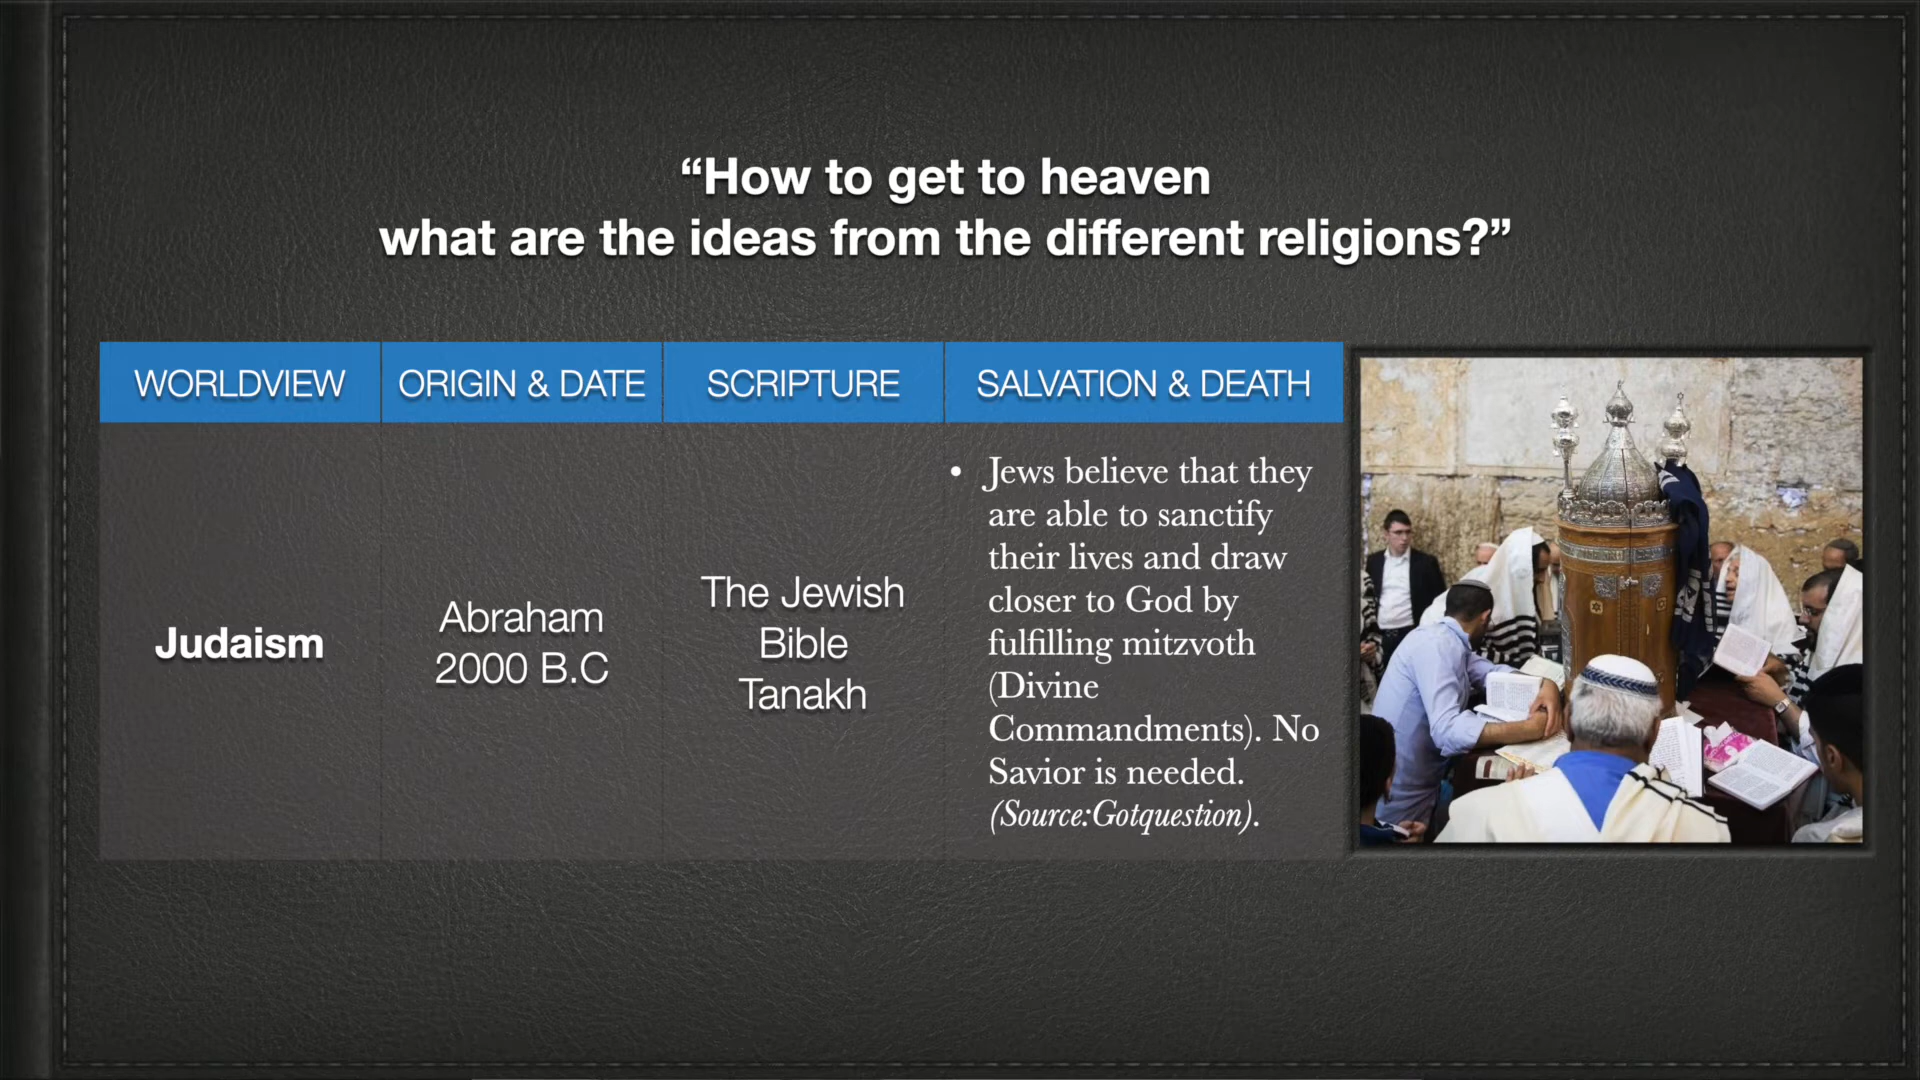 “How to get to heaven
what are the ideas from the different religions?”
WORLDVIEW
ORIGIN & DATE
SCRIPTURE
SALVATION & DEATH
Judaism
Abraham
2000 B.C
The Jewish
Bible
Tanakh
• Jews believe that they
are able to sanctify
their lives and draw
closer to God by
fulfilling mitzvoth
(Divine
Commandments). No
Savior is needed.
(Source:Gotquestion).